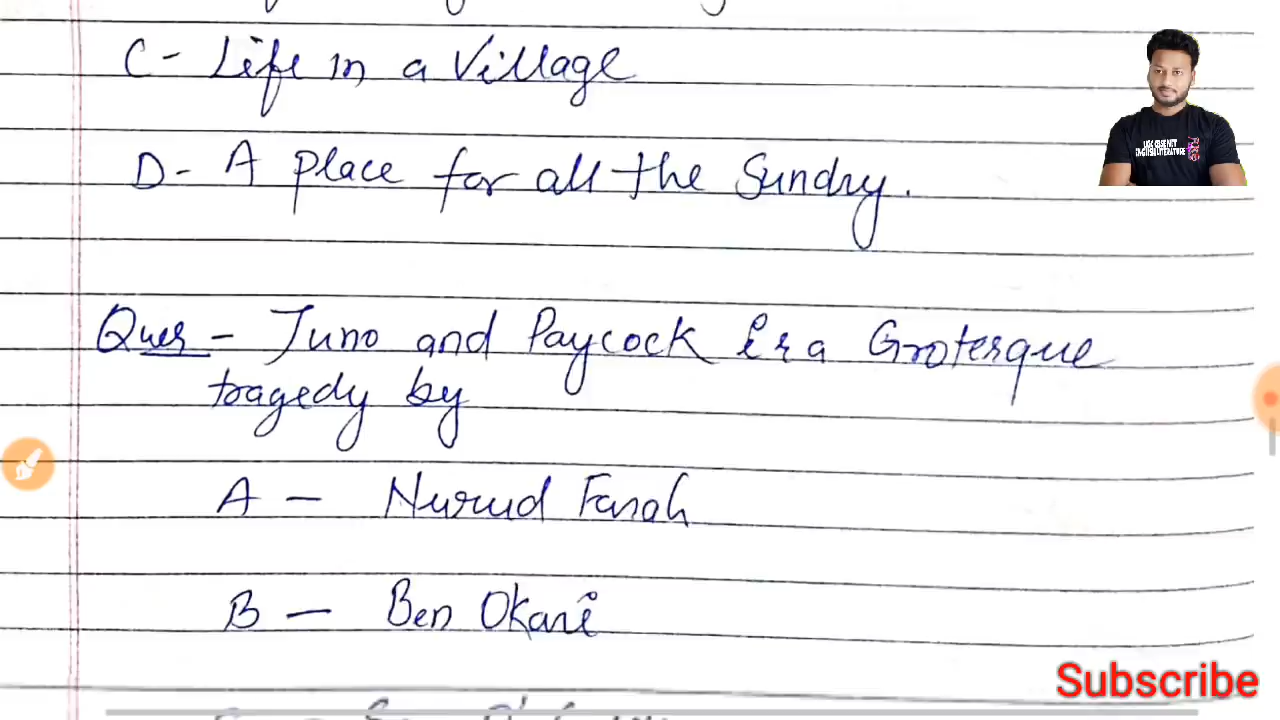 C- Life in a Village
D- A place for all the Sundry.
Ques - Juno and Paycock is a Grotesque
tragedy by
A - Nurud Farah
B - Ben Okari
Subscribe